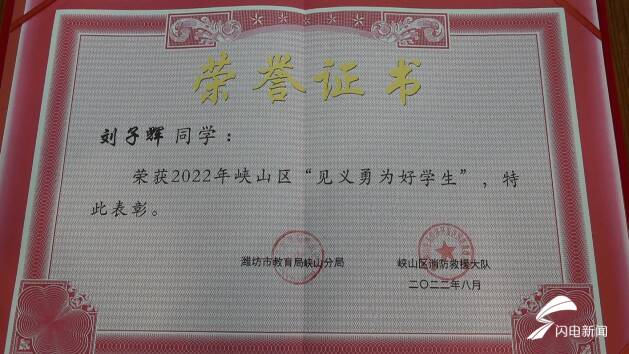 荣誉证书
刘子辉 同学：
荣获2022年峡山区“见义勇为好学生”，特
此表彰。
潍坊市教育局峡山分局
峡山区消防救援大队
二〇二二年八月
闪电新闻